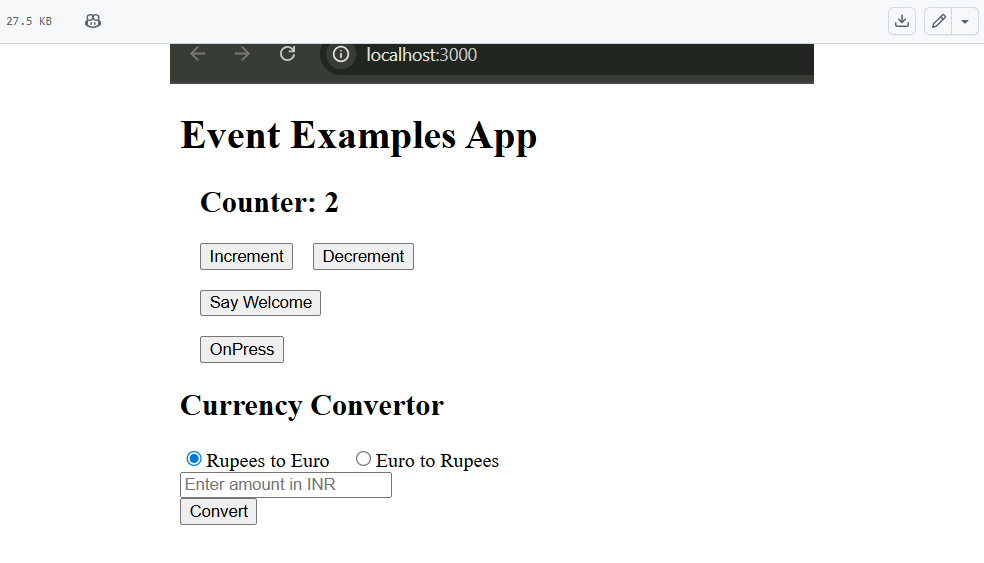 27.5 KB
localhost:3000
Event Examples App
Counter: 2
Increment Decrement
Say Welcome
OnPress
Currency Convertor
Rupees to Euro Euro to Rupees
Enter amount in INR
Convert